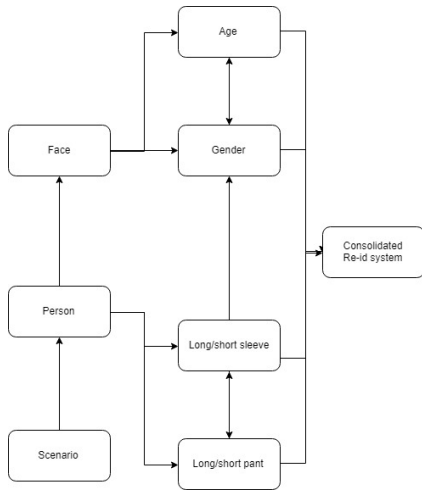 Age
Face
Gender
Consolidated
Re-id system
Person
Long/short sleeve
Scenario
Long/short pant